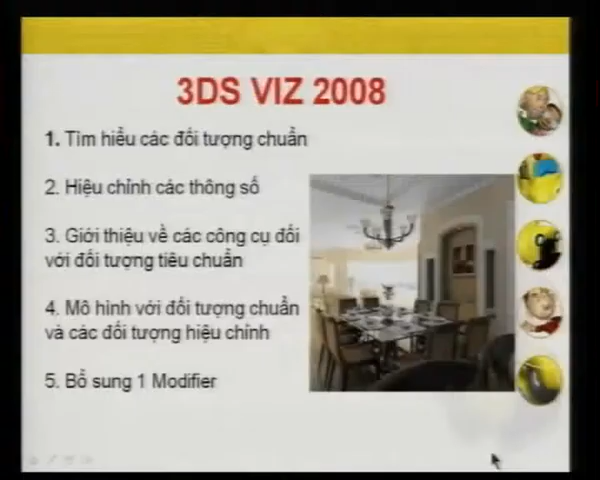 3DS VIZ 2008
1. Tìm hiểu các đối tượng chuẩn
2. Hiệu chỉnh các thông số
3. Giới thiệu về các công cụ đối
với đối tượng tiêu chuẩn
4. Mô hình với đối tượng chuẩn
và các đối tượng hiệu chỉnh
5. Bổ sung 1 Modifier